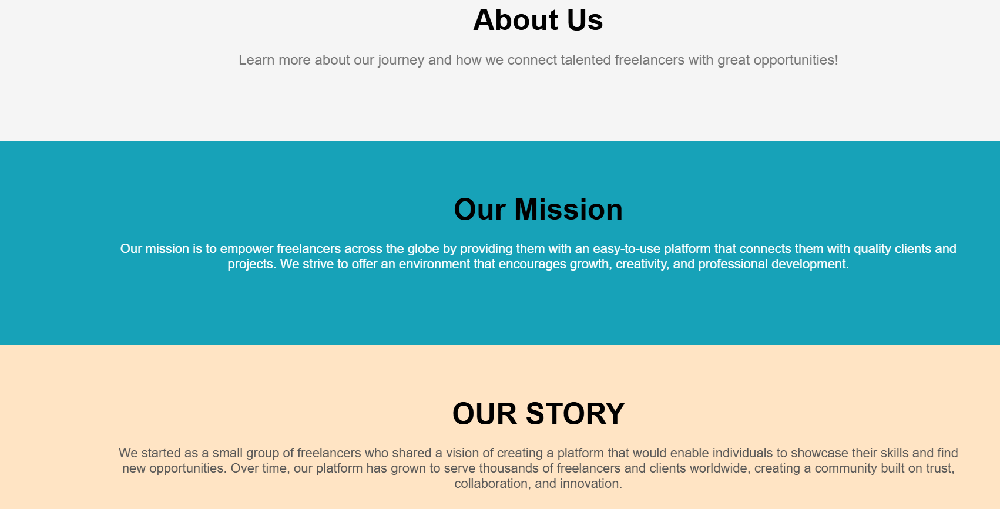 About Us
Learn more about our journey and how we connect talented freelancers with great opportunities!
Our Mission
Our mission is to empower freelancers across the globe by providing them with an easy-to-use platform that connects them with quality clients and
projects. We strive to offer an environment that encourages growth, creativity, and professional development.
OUR STORY
We started as a small group of freelancers who shared a vision of creating a platform that would enable individuals to showcase their skills and find
new opportunities. Over time, our platform has grown to serve thousands of freelancers and clients worldwide, creating a community built on trust,
collaboration, and innovation.